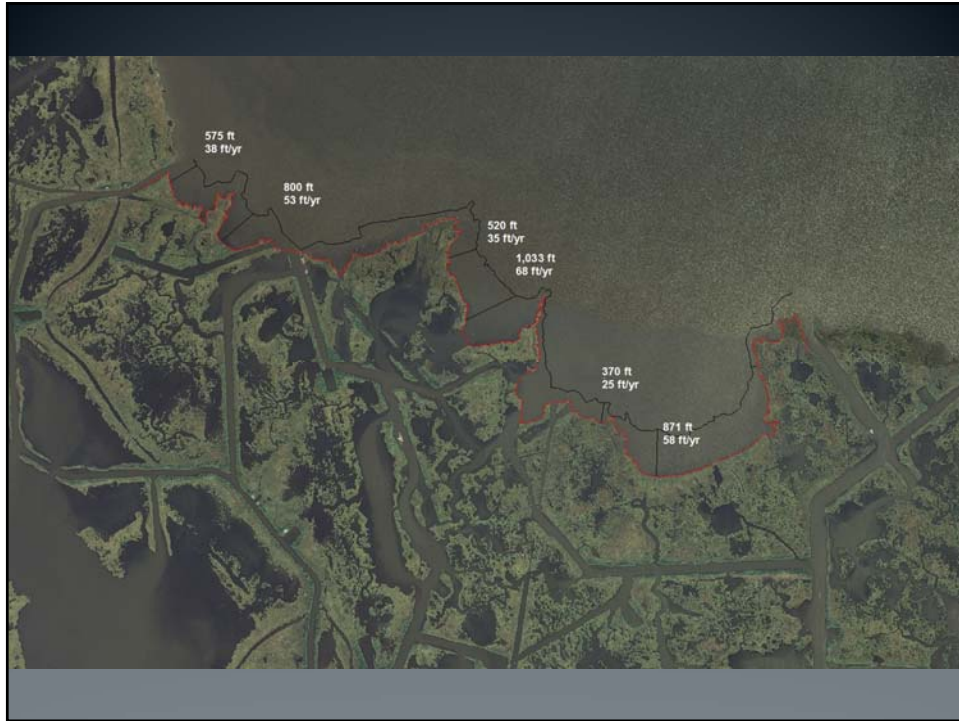 575 ft
38 ft/yr
800 ft
53 ft/yr
520 ft
35 ft/yr
1,033 ft
68 ft/yr
370 ft
25 ft/yr
871 ft
58 ft/yr